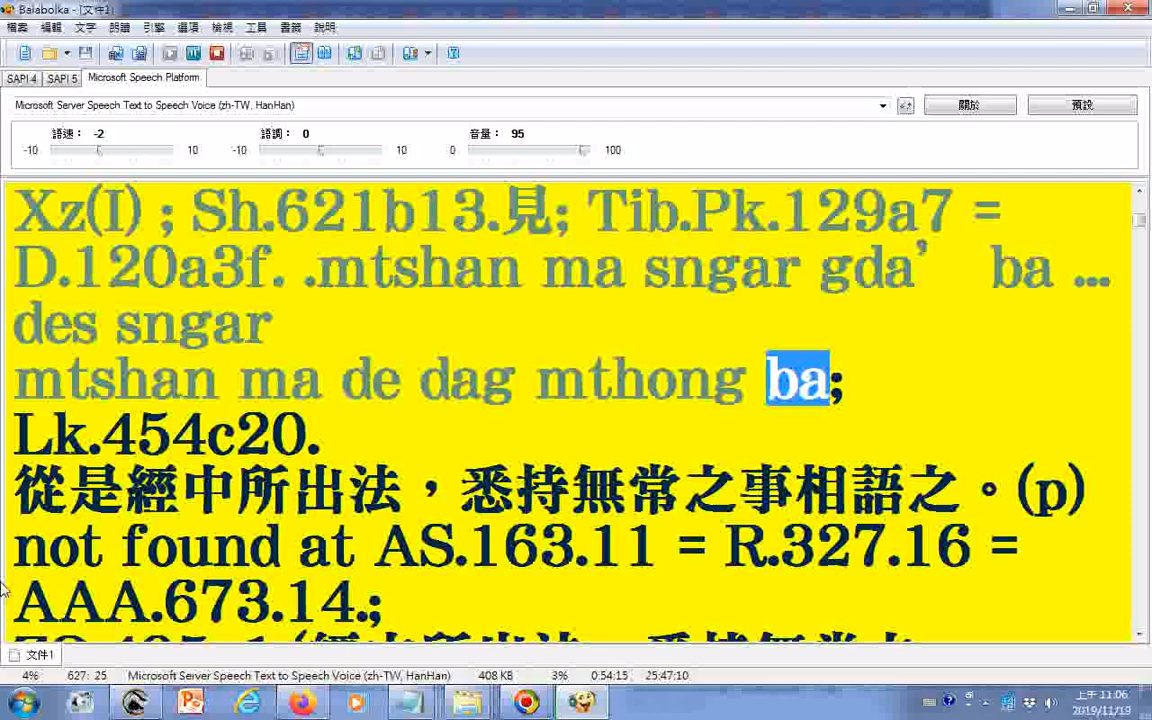 Balabolka - [文件1]
檔案 編輯 文字 朗讀 引擎 選項 檢視 工具 書籤 說明
SAPI 4 SAPI 5 Microsoft Speech Platform
Microsoft Server Speech Text to Speech Voice (zh-TW, HanHan) 關於 預設
語速： -2 語調： 0 音量： 95
-10 10 -10 10 0 100
Xz(I) ; Sh.621b13.見; Tib.Pk.129a7 =
D.120a3f. .mtshan ma sngar gda’ ba ...
des sngar
mtshan ma de dag mthong ba;
Lk.454c20.
從是經中所出法，悉持無常之事相語之。(p)
not found at AS.163.11 = R.327.16 =
AAA.673.14.;
文件1
4% 627: 25 Microsoft Server Speech Text to Speech Voice (zh-TW, HanHan) 408 KB 3% 0:54:15 25:47:10
上午 11:06
2019/11/19